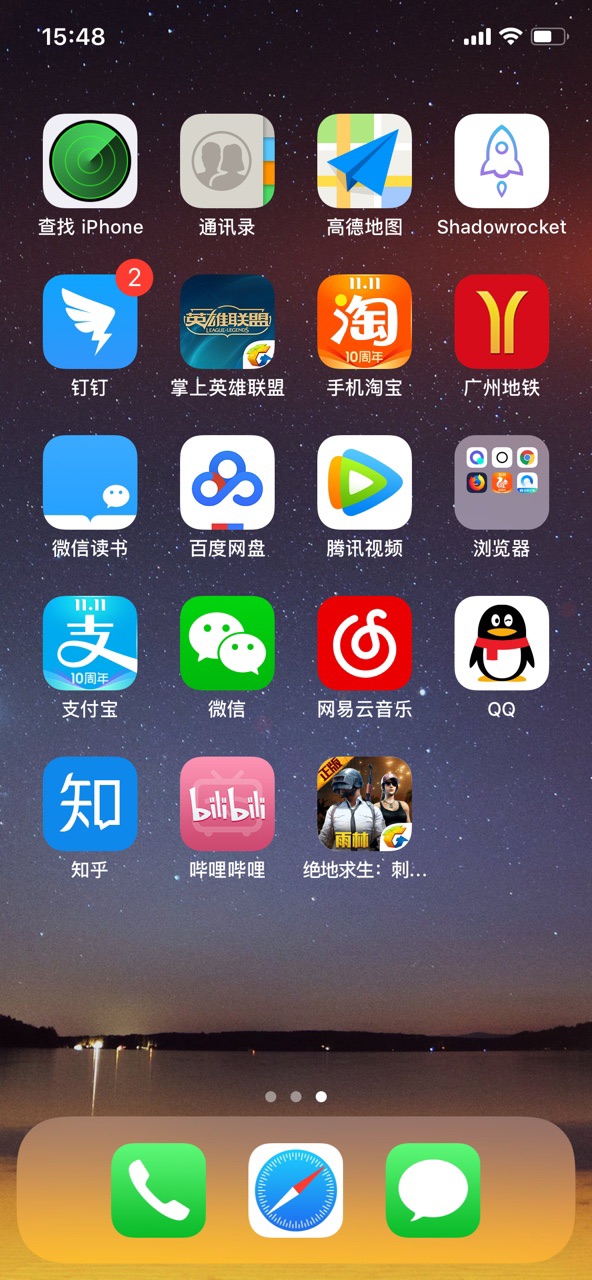 15:48
查找 iPhone
通讯录
高德地图
Shadowrocket
2
英雄联盟
LEAGUE·LEGENDS
11.11
淘
10周年
钉钉
掌上英雄联盟
手机淘宝
广州地铁
微信读书
百度网盘
腾讯视频
浏览器
11.11
支
10周年
支付宝
微信
网易云音乐
QQ
知
bilibili
正版
雨林
知乎
哔哩哔哩
绝地求生：刺...